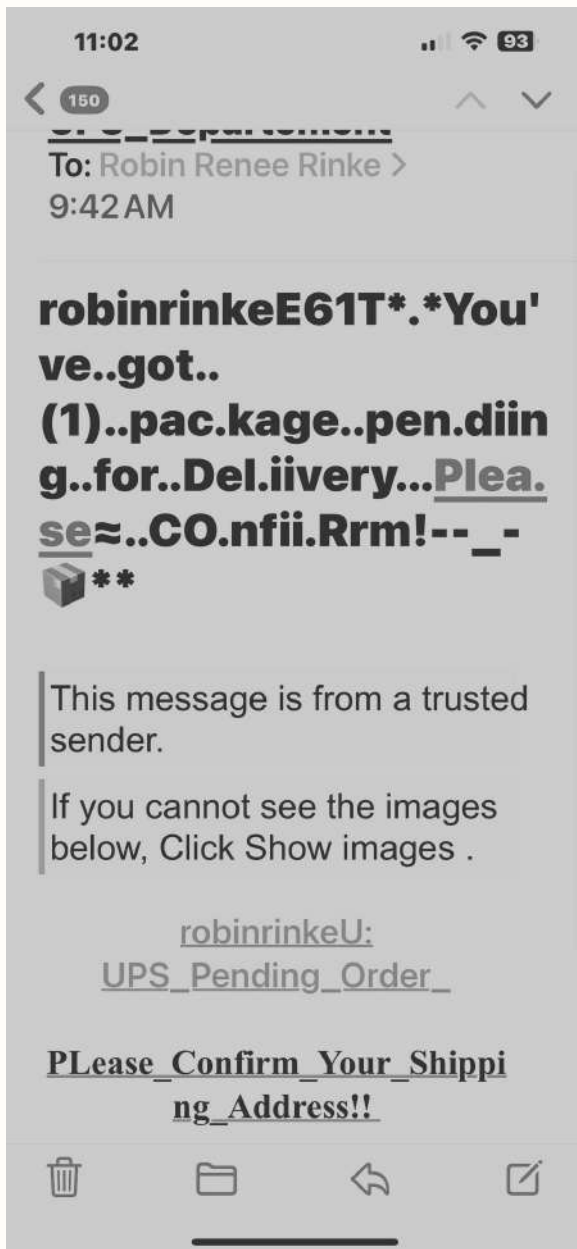 11:02
93
150
UPS_Departement
To: Robin Renee Rinke >
9:42 AM
robinrinkeE61T*.*You'
ve..got..
(1)..pac.kage..pen.diin
g..for..Del.iivery...Plea.
se≈..CO.nfii.Rrm!--_-
📦**
This message is from a trusted
sender.
If you cannot see the images
below, Click Show images .
robinrinkeU:
UPS_Pending_Order_
PLease_Confirm_Your_Shippi
ng_Address!!